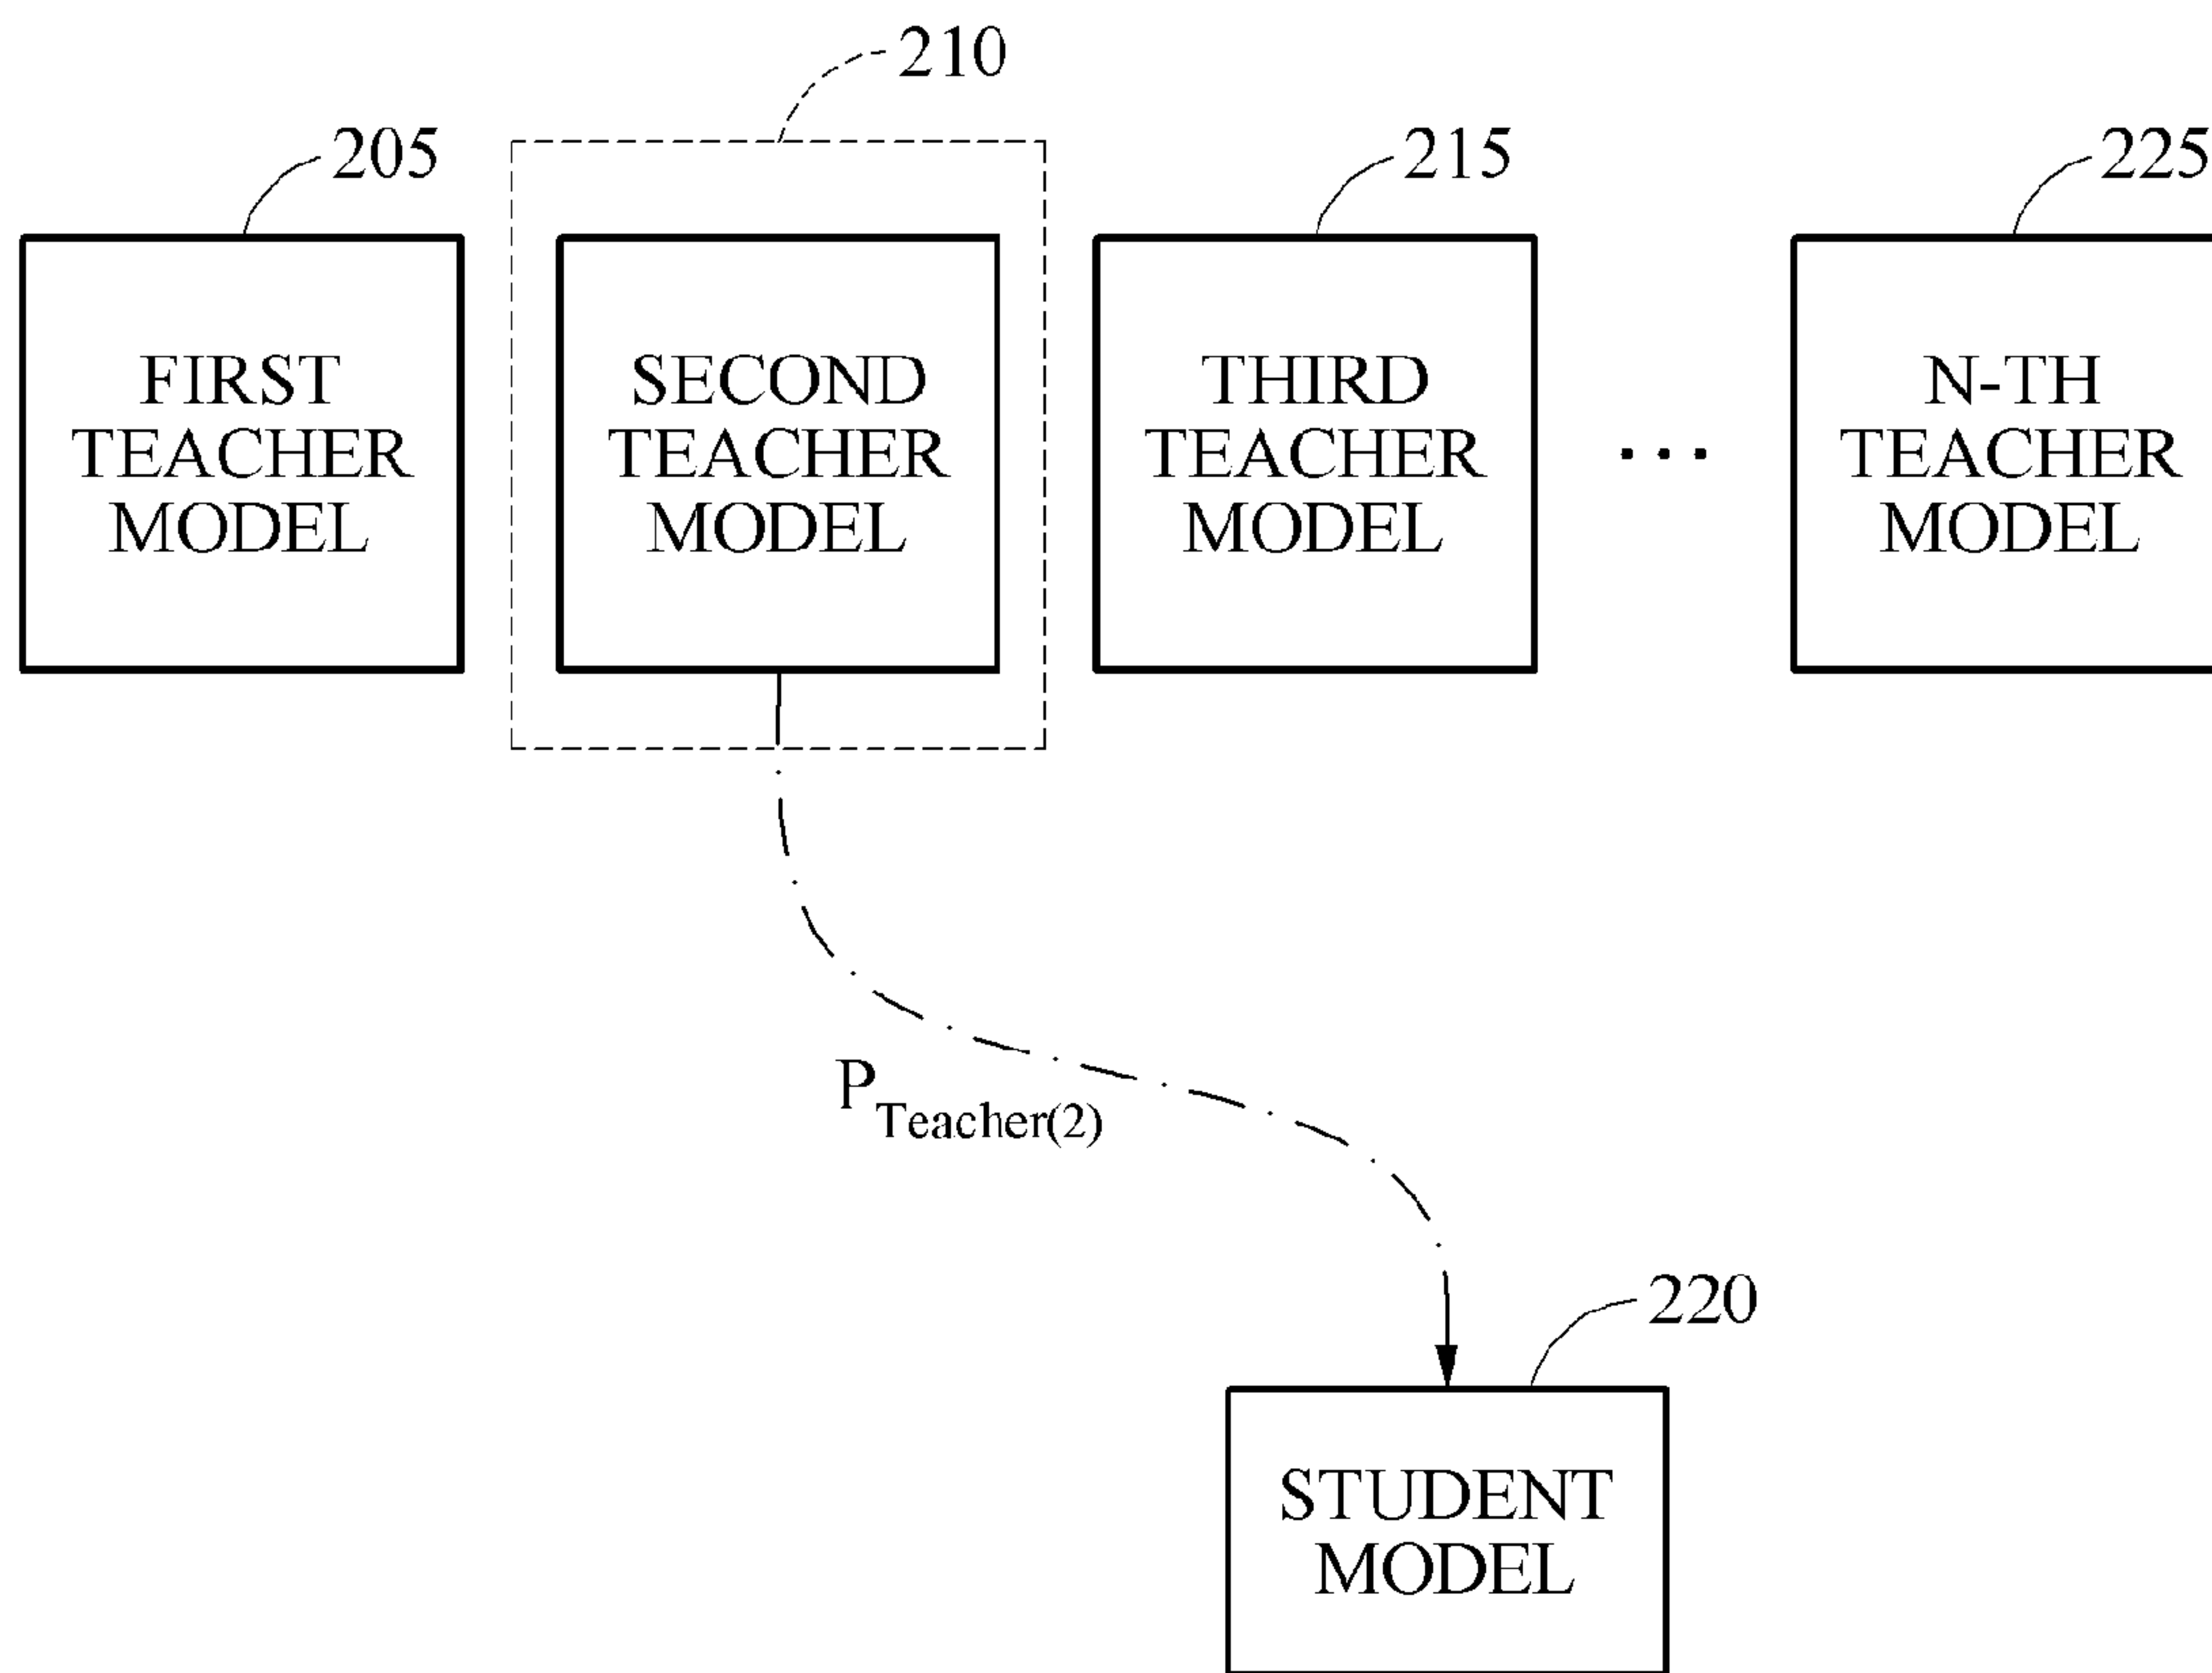 210
205
215
225
FIRST
TEACHER
MODEL
SECOND
TEACHER
MODEL
THIRD
TEACHER
MODEL
...
N-TH
TEACHER
MODEL
P Teacher(2)
220
STUDENT
MODEL